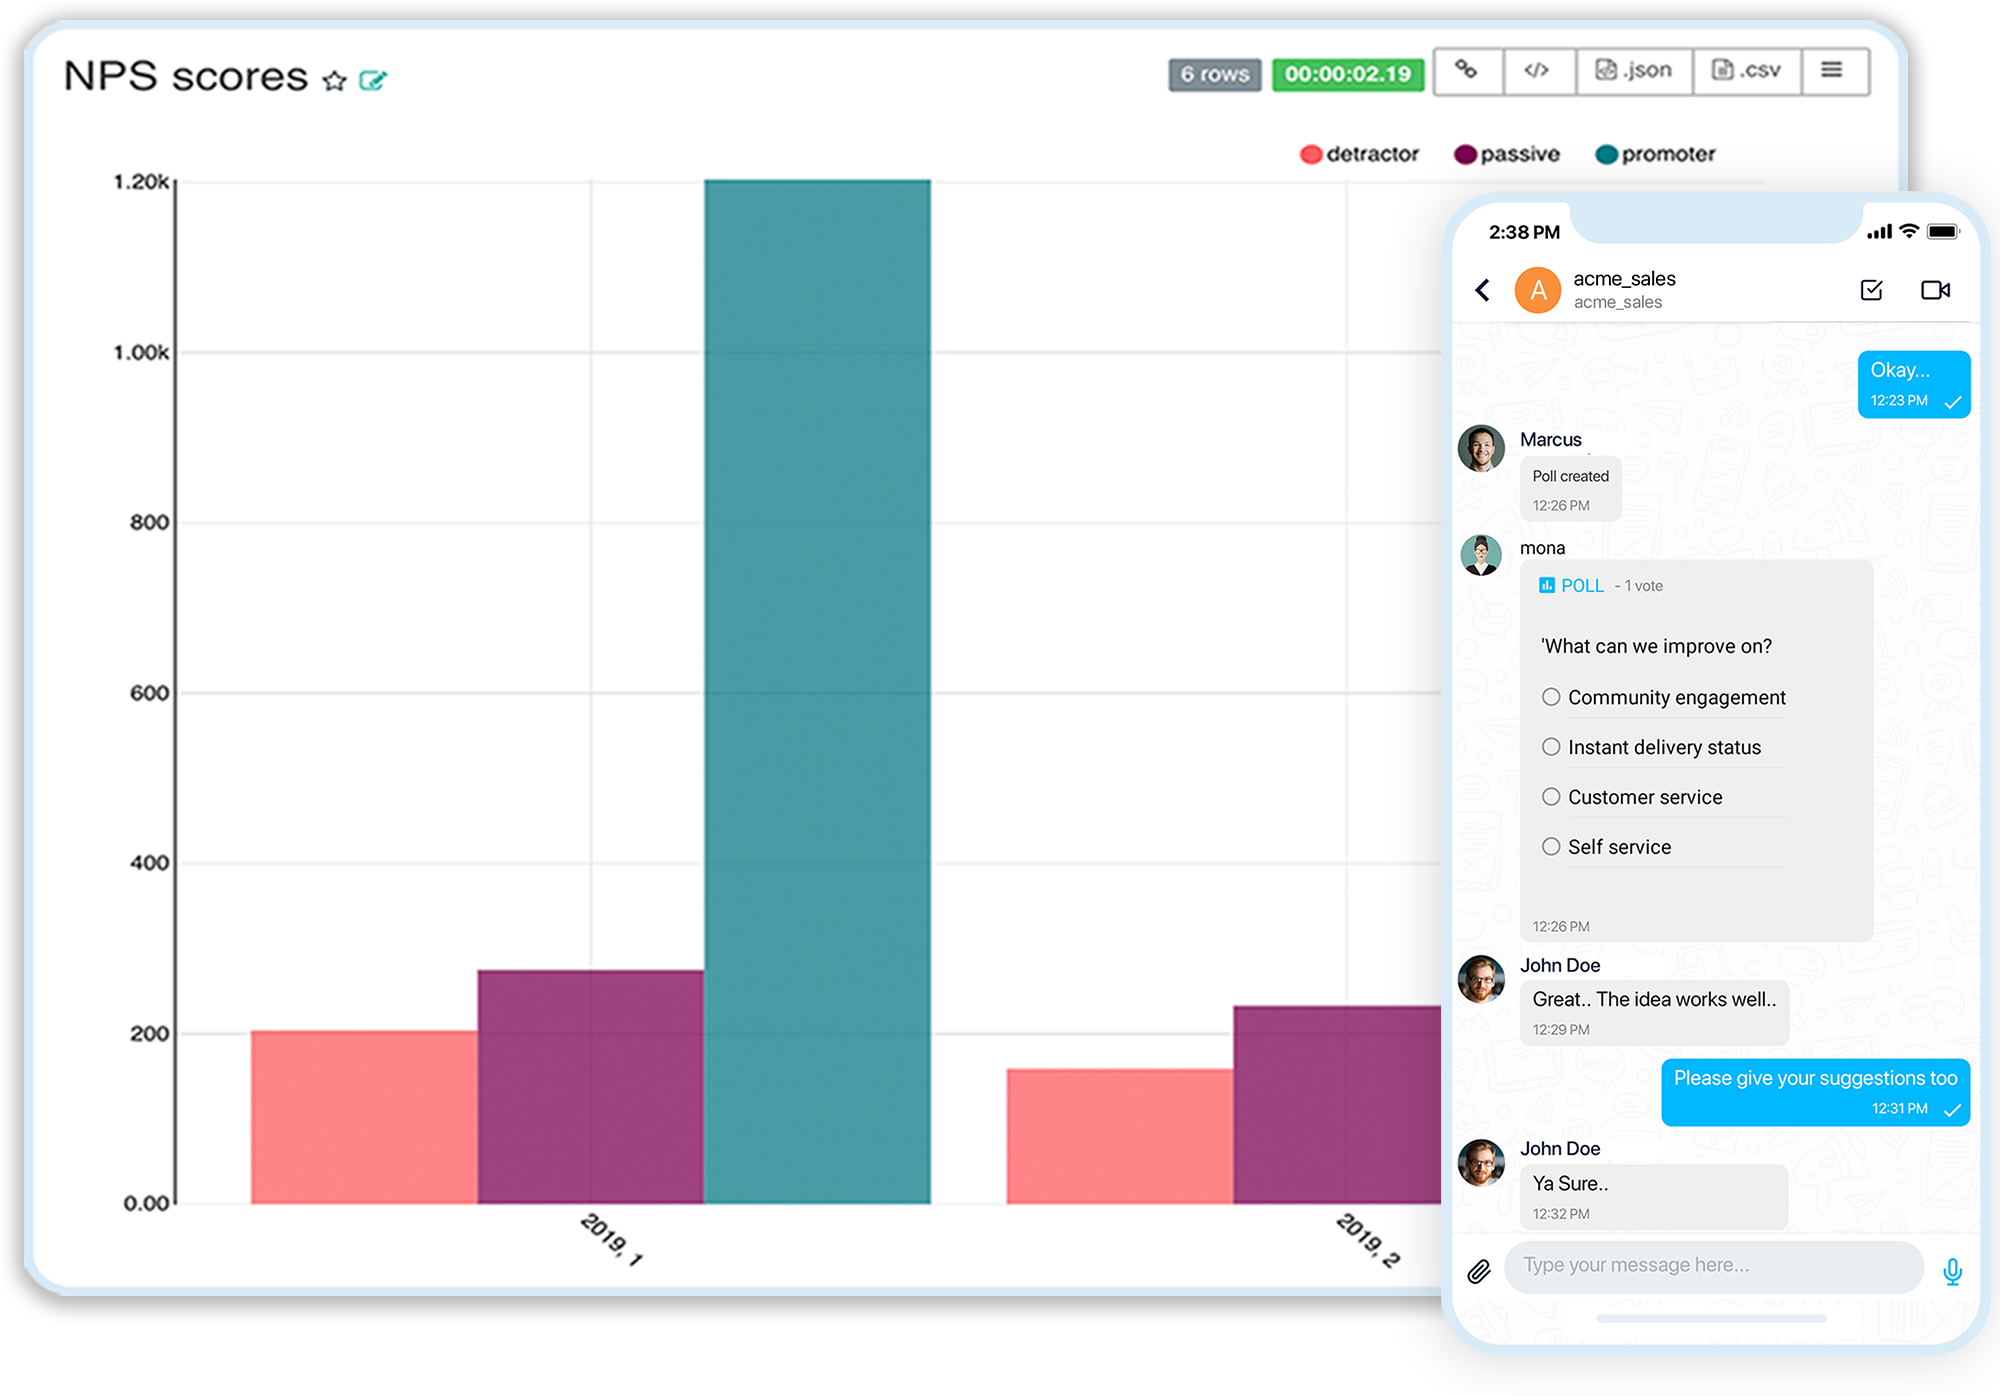 NPS scores
6 rows
00:00:02.19
</>
.json
.csv
detractor
passive
promoter
1.20k
1.00k
800
600
400
200
0.00
2019, 1
2019, 2
2:38 PM
A
acme_sales
acme_sales
Okay...
12:23 PM
Marcus
Poll created
12:26 PM
mona
POLL - 1 vote
'What can we improve on?
Community engagement
Instant delivery status
Customer service
Self service
12:26 PM
John Doe
Great.. The idea works well..
12:29 PM
hello!
Please give your suggestions too
12:31 PM
John Doe
Ya Sure..
12:32 PM
Type your message here...